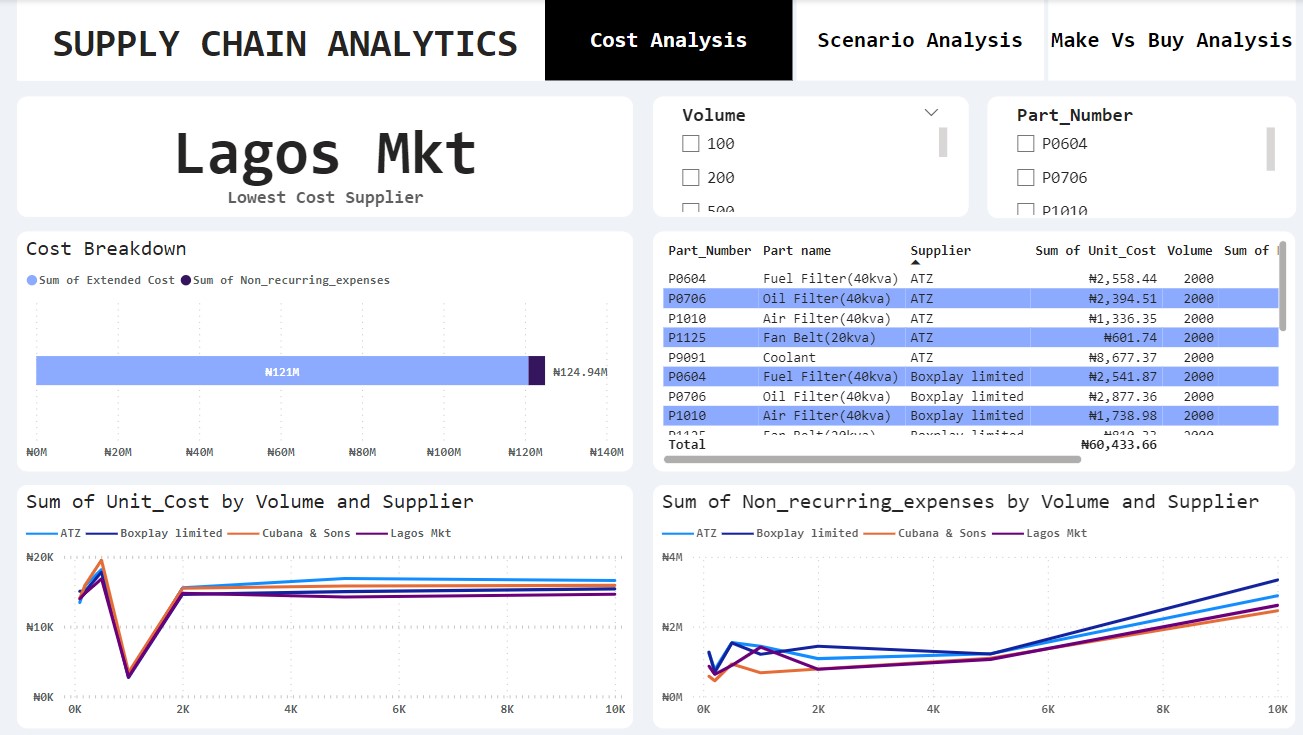 SUPPLY CHAIN ANALYTICS
Cost Analysis
Scenario Analysis
Make Vs Buy Analysis
Lagos Mkt
Lowest Cost Supplier
Volume
100
200
500
Part_Number
P0604
P0706
P1010
Cost Breakdown
Sum of Extended Cost Sum of Non_recurring_expenses
₦121M ₦124.94M
₦0M ₦20M ₦40M ₦60M ₦80M ₦100M ₦120M ₦140M
Part_Number Part name Supplier Sum of Unit_Cost Volume Sum of
P0604 Fuel Filter(40kva) ATZ ₦2,558.44 2000
P0706 Oil Filter(40kva) ATZ ₦2,394.51 2000
P1010 Air Filter(40kva) ATZ ₦1,336.35 2000
P1125 Fan Belt(20kva) ATZ ₦601.74 2000
P9091 Coolant ATZ ₦8,677.37 2000
P0604 Fuel Filter(40kva) Boxplay limited ₦2,541.87 2000
P0706 Oil Filter(40kva) Boxplay limited ₦2,877.36 2000
P1010 Air Filter(40kva) Boxplay limited ₦1,738.98 2000
P1125 Fan Belt(20kva) Boxplay limited 2000
Total ₦60,433.66
Sum of Unit_Cost by Volume and Supplier
ATZ Boxplay limited Cubana & Sons Lagos Mkt
₦20K
₦10K
₦0K
0K 2K 4K 6K 8K 10K
Sum of Non_recurring_expenses by Volume and Supplier
ATZ Boxplay limited Cubana & Sons Lagos Mkt
₦4M
₦2M
₦0M
0K 2K 4K 6K 8K 10K